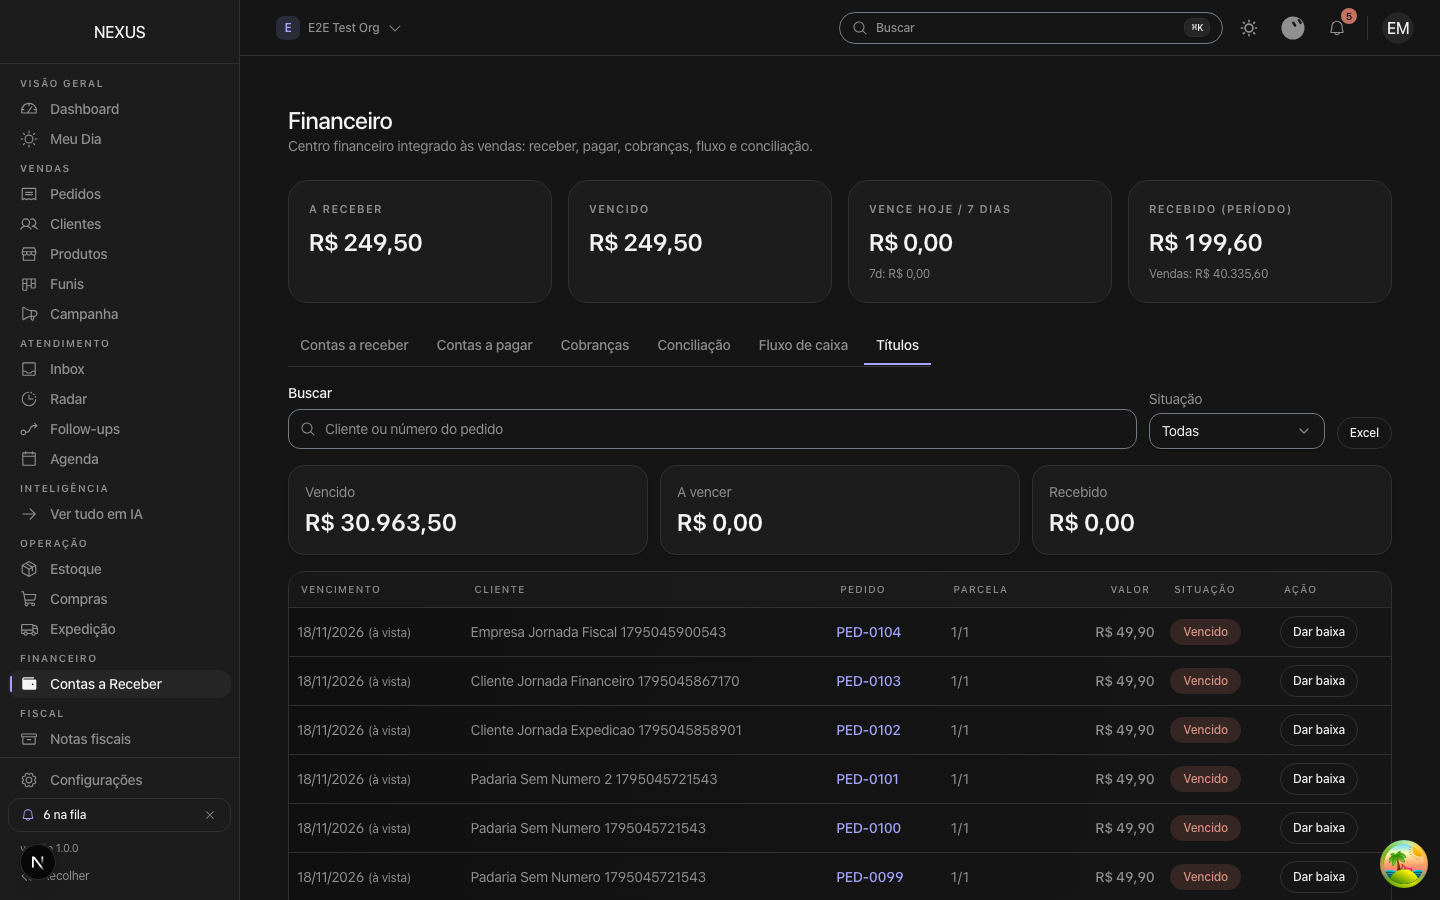 NEXUS
E
E2E Test Org
Buscar
⌘K
5
EM
VISÃO GERAL
Dashboard
Meu Dia
VENDAS
Pedidos
Clientes
Produtos
Funis
Campanha
ATENDIMENTO
Inbox
Radar
Follow-ups
Agenda
INTELIGÊNCIA
Ver tudo em IA
OPERAÇÃO
Estoque
Compras
Expedição
FINANCEIRO
Contas a Receber
FISCAL
Notas fiscais
Configurações
6 na fila
1.0.0
N
Financeiro
Centro financeiro integrado às vendas: receber, pagar, cobranças, fluxo e conciliação.
A RECEBER
R$ 249,50
VENCIDO
R$ 249,50
VENCE HOJE / 7 DIAS
R$ 0,00
7d: R$ 0,00
RECEBIDO (PERÍODO)
R$ 199,60
Vendas: R$ 40.335,60
Contas a receber Contas a pagar Cobranças Conciliação Fluxo de caixa Títulos
Buscar
Cliente ou número do pedido
Situação
Todas
Excel
Vencido
R$ 30.963,50
A vencer
R$ 0,00
Recebido
R$ 0,00
VENCIMENTO CLIENTE PEDIDO PARCELA VALOR SITUAÇÃO AÇÃO
18/11/2026 (à vista) Empresa Jornada Fiscal 1795045900543 PED-0104 1/1 R$ 49,90 Vencido Dar baixa
18/11/2026 (à vista) Cliente Jornada Financeiro 1795045867170 PED-0103 1/1 R$ 49,90 Vencido Dar baixa
18/11/2026 (à vista) Cliente Jornada Expedicao 1795045858901 PED-0102 1/1 R$ 49,90 Vencido Dar baixa
18/11/2026 (à vista) Padaria Sem Numero 2 1795045721543 PED-0101 1/1 R$ 49,90 Vencido Dar baixa
18/11/2026 (à vista) Padaria Sem Numero 1795045721543 PED-0100 1/1 R$ 49,90 Vencido Dar baixa
18/11/2026 (à vista) Padaria Sem Numero 1795045721543 PED-0099 1/1 R$ 49,90 Vencido Dar baixa